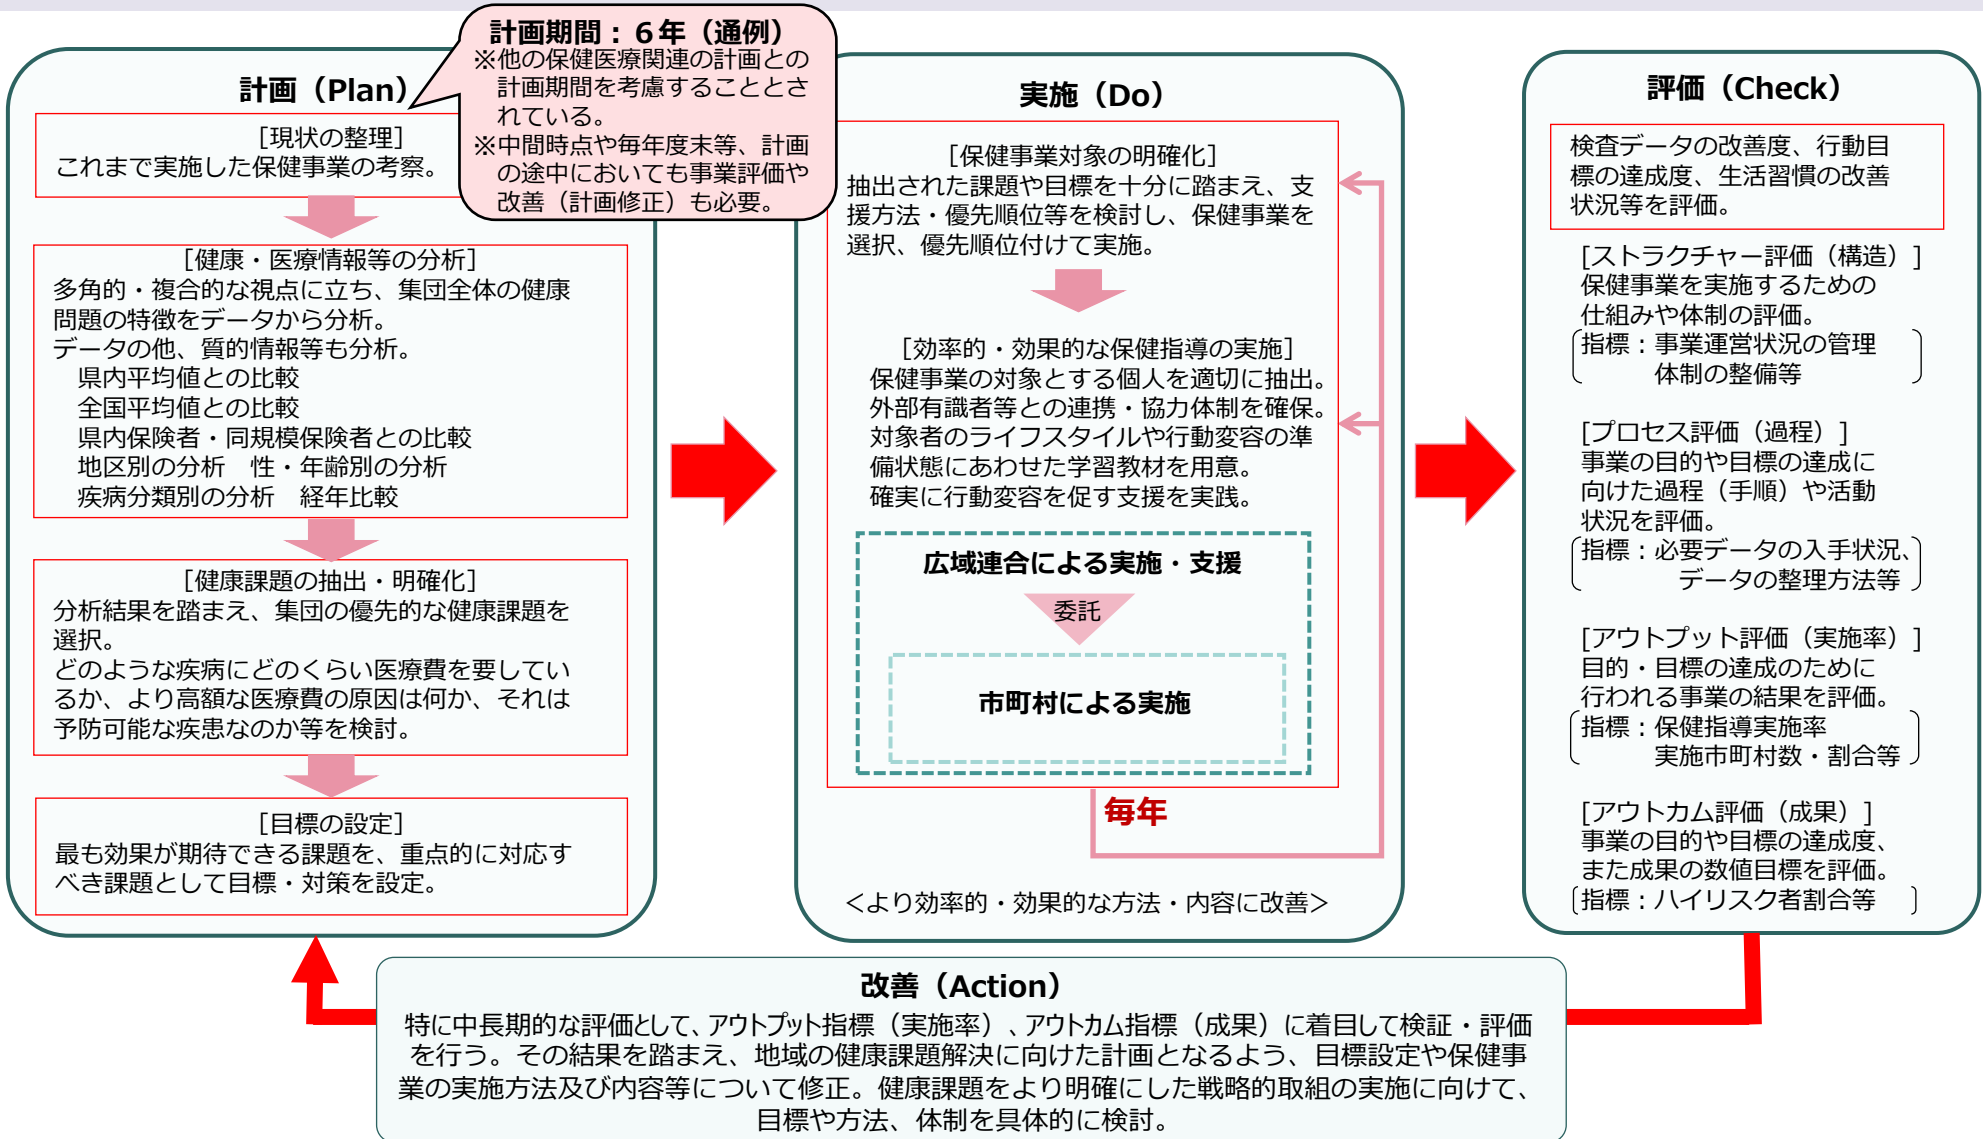 計画期間：６年（通例）
※他の保健医療関連の計画との
計画期間を考慮することとさ
れている。
※中間時点や毎年度末等、計画
の途中においても事業評価や
改善（計画修正）も必要。
計画（Plan）
［現状の整理］
これまで実施した保健事業の考察。
［健康・医療情報等の分析］
多角的・複合的な視点に立ち、集団全体の健康
問題の特徴をデータから分析。
データの他、質的情報等も分析。
県内平均値との比較
全国平均値との比較
県内保険者・同規模保険者との比較
地区別の分析　性・年齢別の分析
疾病分類別の分析　経年比較
［健康課題の抽出・明確化］
分析結果を踏まえ、集団の優先的な健康課題を
選択。
どのような疾病にどのくらい医療費を要してい
るか、より高額な医療費の原因は何か、それは
予防可能な疾患なのか等を検討。
［目標の設定］
最も効果が期待できる課題を、重点的に対応す
べき課題として目標・対策を設定。
実施（Do）
［保健事業対象の明確化］
抽出された課題や目標を十分に踏まえ、支
援方法・優先順位等を検討し、保健事業を
選択、優先順位付けて実施。
［効率的・効果的な保健指導の実施］
保健事業の対象とする個人を適切に抽出。
外部有識者等との連携・協力体制を確保。
対象者のライフスタイルや行動変容の準
備状態にあわせた学習教材を用意。
確実に行動変容を促す支援を実践。
広域連合による実施・支援
委託
市町村による実施
毎年
＜より効率的・効果的な方法・内容に改善＞
評価（Check）
検査データの改善度、行動目
標の達成度、生活習慣の改善
状況等を評価。
[ストラクチャー評価（構造）]
保健事業を実施するための
仕組みや体制の評価。
指標：事業運営状況の管理
体制の整備等
[プロセス評価（過程）]
事業の目的や目標の達成に
向けた過程（手順）や活動
状況を評価。
指標：必要データの入手状況、
データの整理方法等
[アウトプット評価（実施率）]
目的・目標の達成のために
行われる事業の結果を評価。
指標：保健指導実施率
実施市町村数・割合等
[アウトカム評価（成果）]
事業の目的や目標の達成度、
また成果の数値目標を評価。
指標：ハイリスク者割合等
改善（Action）
特に中長期的な評価として、アウトプット指標（実施率）、アウトカム指標（成果）に着目して検証・評価
を行う。その結果を踏まえ、地域の健康課題解決に向けた計画となるよう、目標設定や保健事
業の実施方法及び内容等について修正。健康課題をより明確にした戦略的取組の実施に向けて、
目標や方法、体制を具体的に検討。